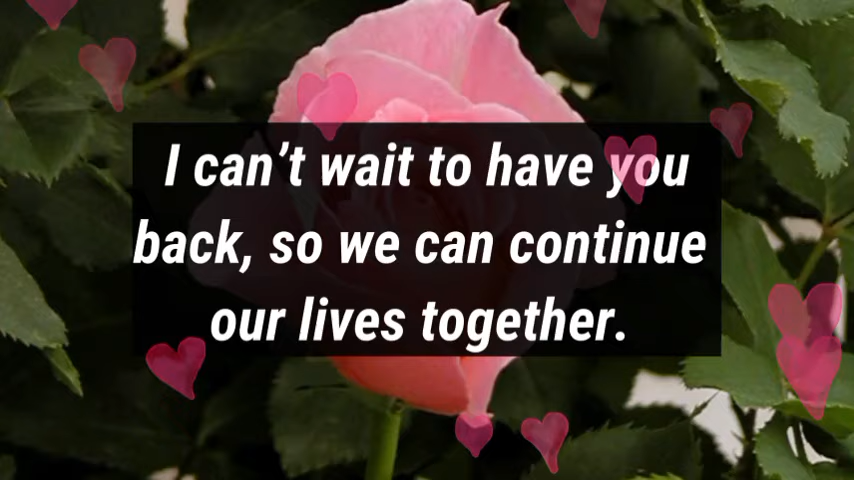 I can’t wait to have you
back, so we can continue
our lives together.